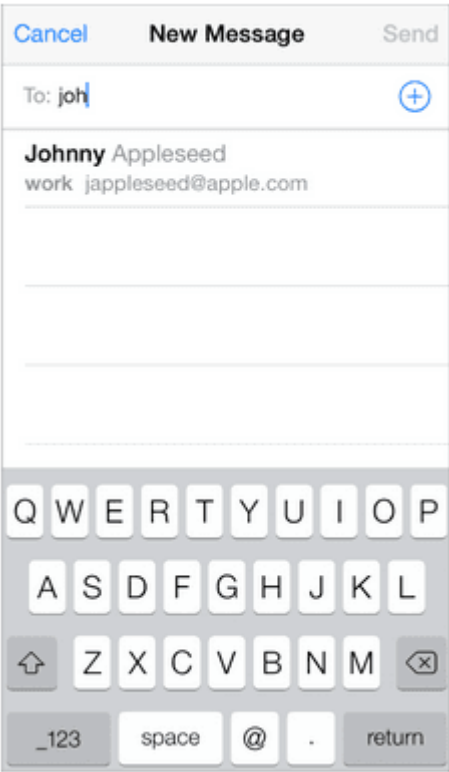 Cancel New Message Send
To: joh
Johnny Appleseed
work jappleseed@apple.com
Q W E R T Y U I O P
A S D F G H J K L
Z X C V B N M
_123 space @ . return